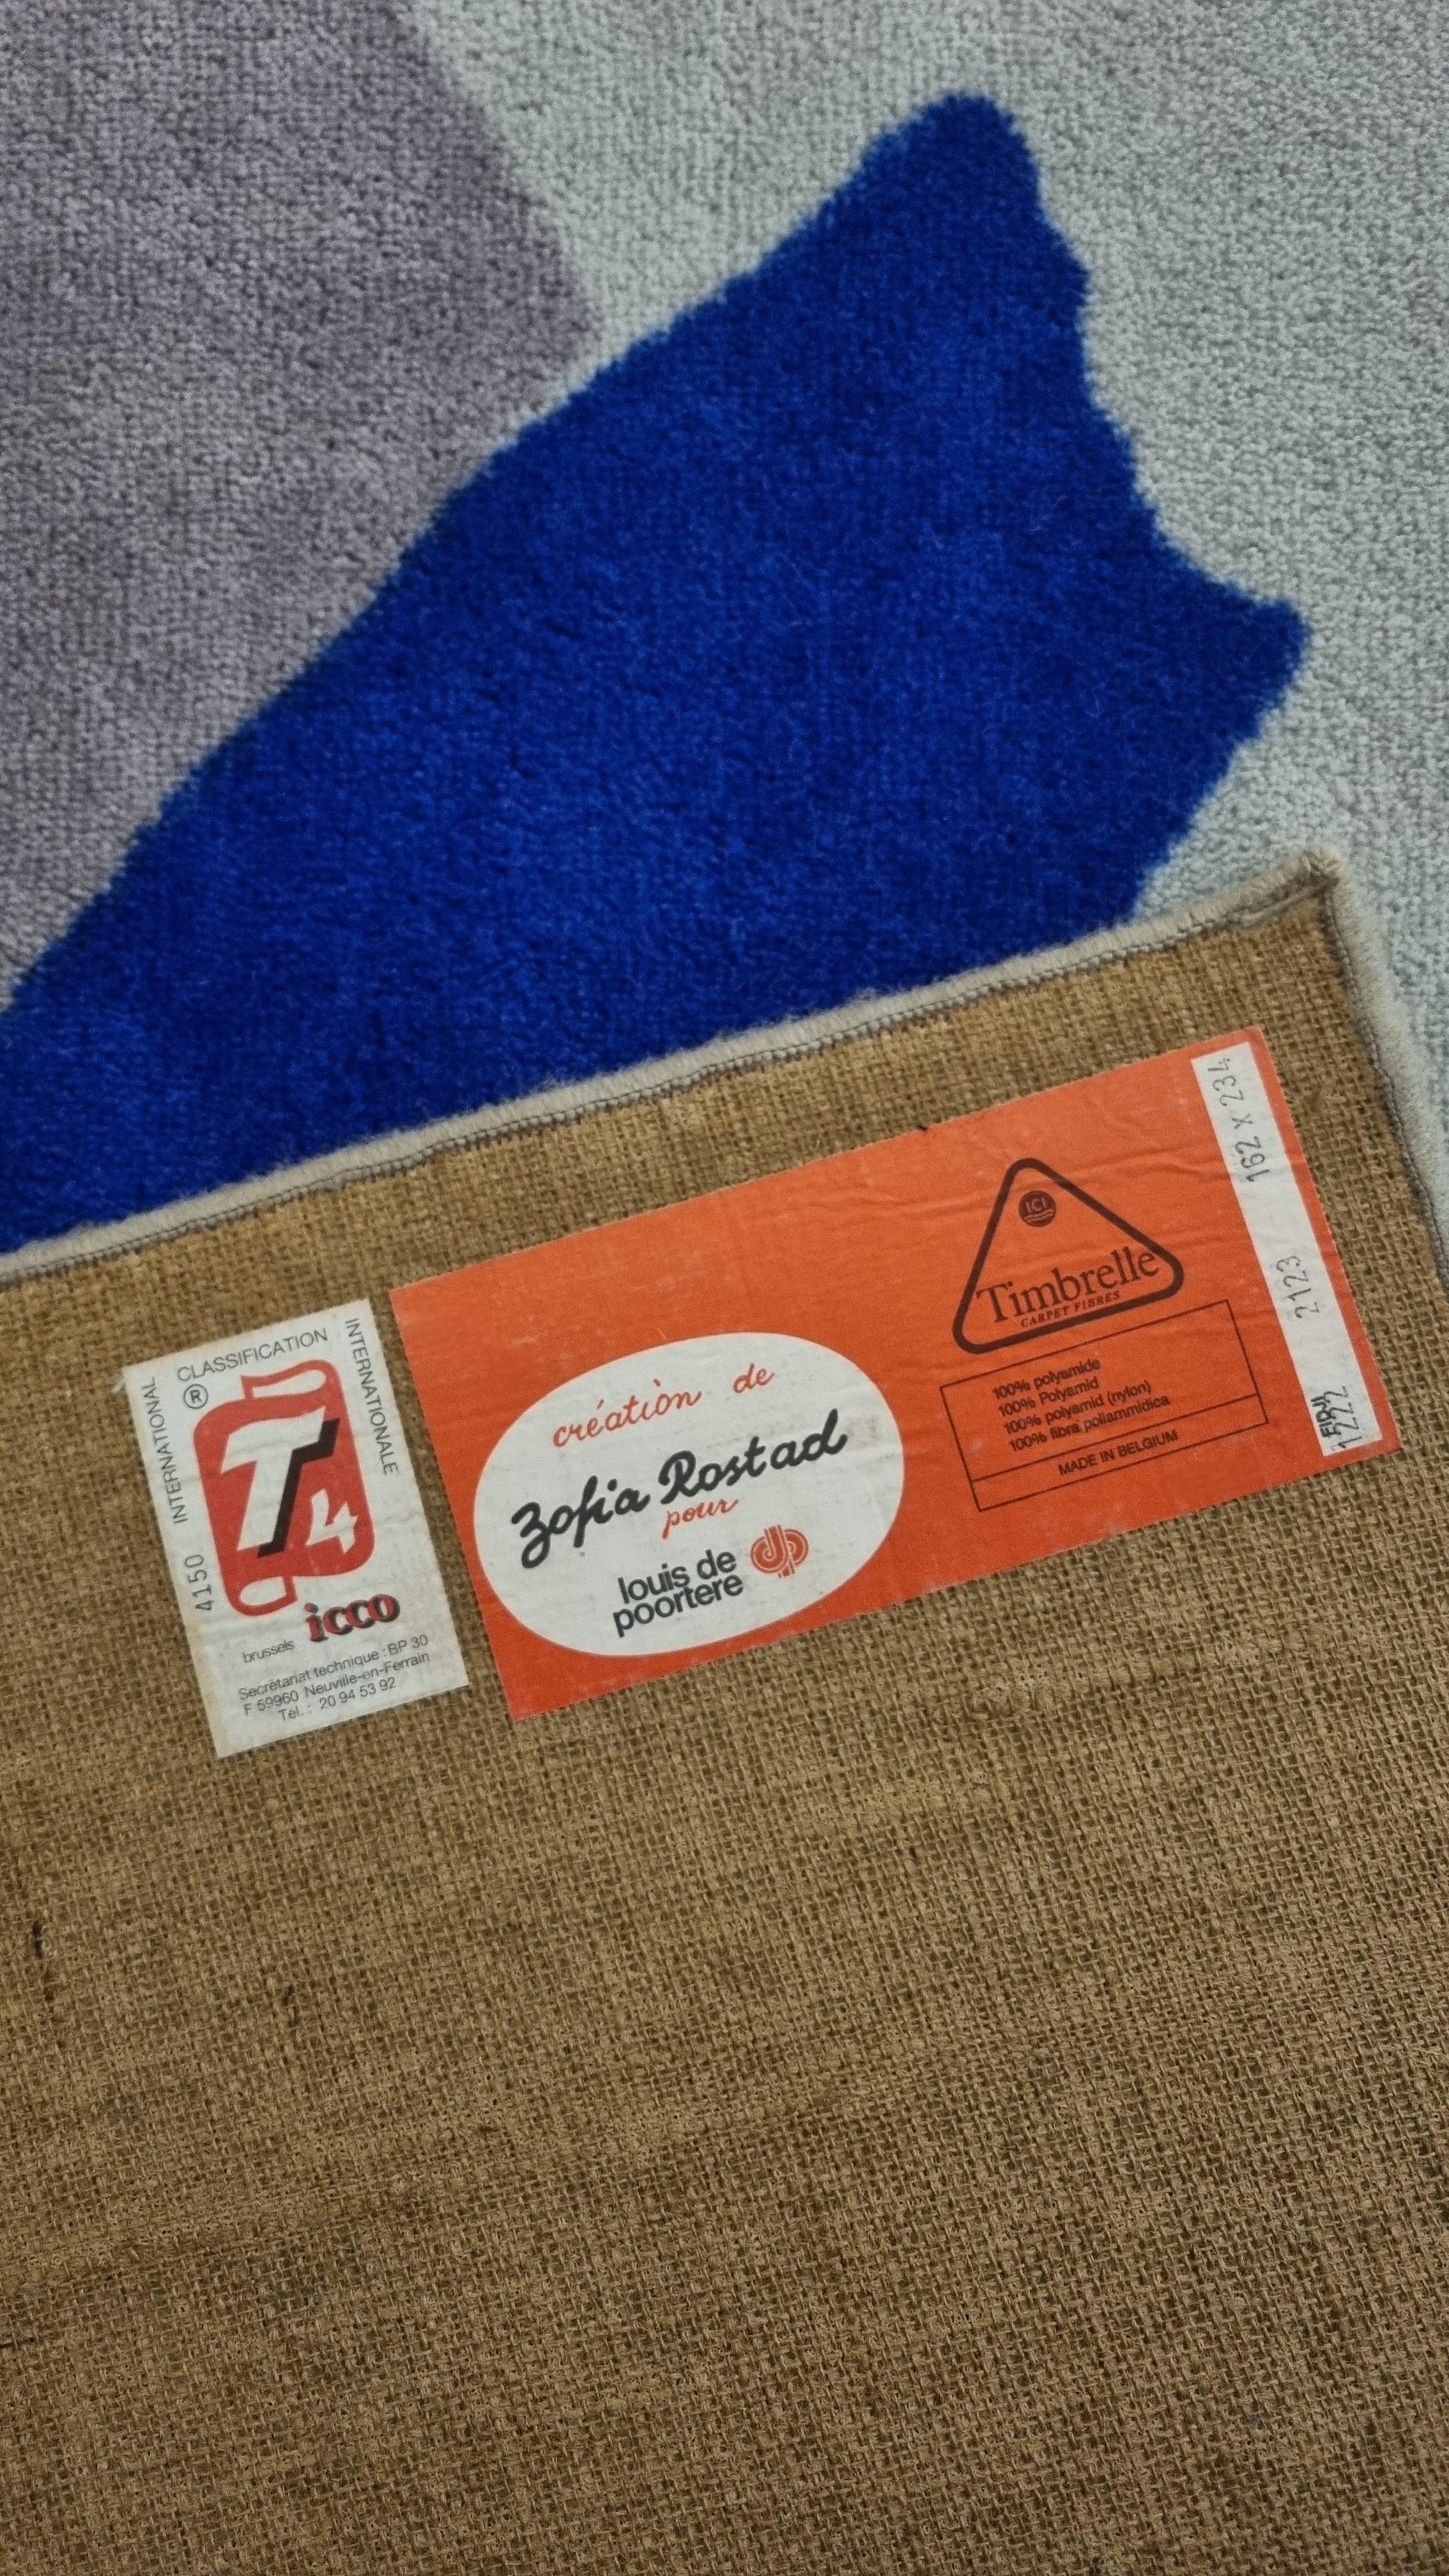 INTERNATIONAL
CLASSIFICATION
INTERNATIONALE
®
T4
4150
brussels icco
Secrétariat technique : BP 30
F 59960 Neuville-en-Ferrain
Tél. : 20 94 53 92
création de
Zofia Rostad
pour
louis de
poortere
ICI
Timbrelle
CARPET FIBRES
100% polyamide
100% Polyamid
100% polyamid (nylon)
100% fibra poliammidica
MADE IN BELGIUM
162 X 234
2123
1222